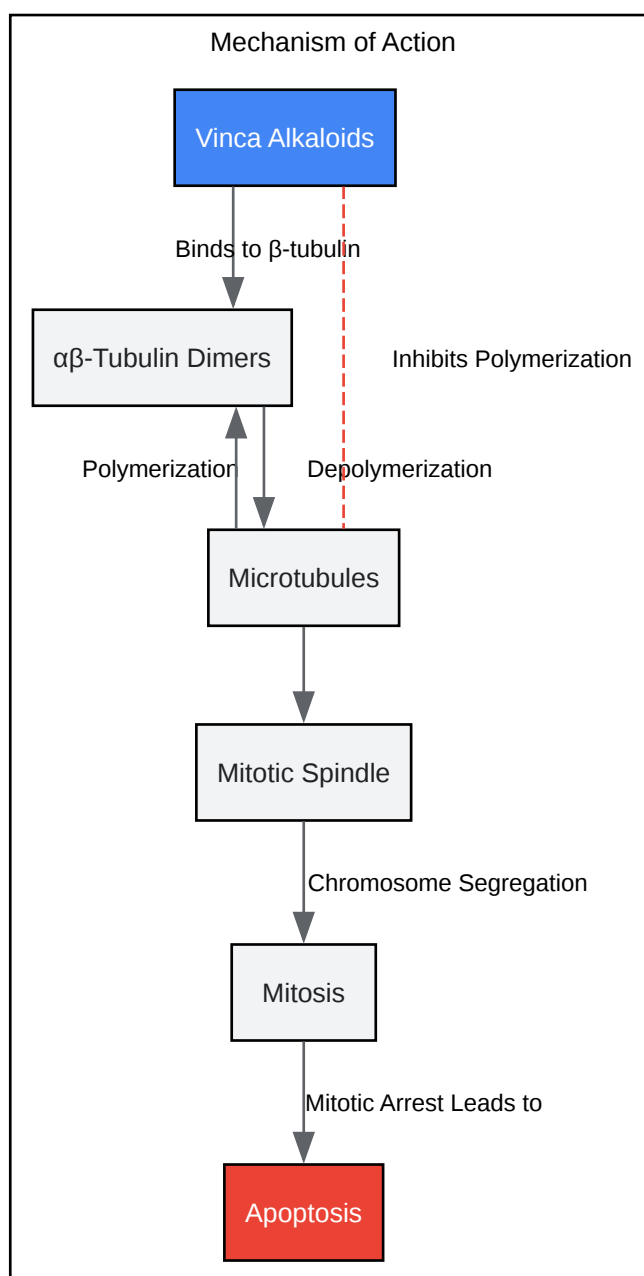 Mechanism of Action
Vinca Alkaloids
Binds to β-tubulin
αβ-Tubulin Dimers
Inhibits Polymerization
Polymerization
Depolymerization
Microtubules
Mitotic Spindle
Chromosome Segregation
Mitosis
Mitotic Arrest Leads to
Apoptosis